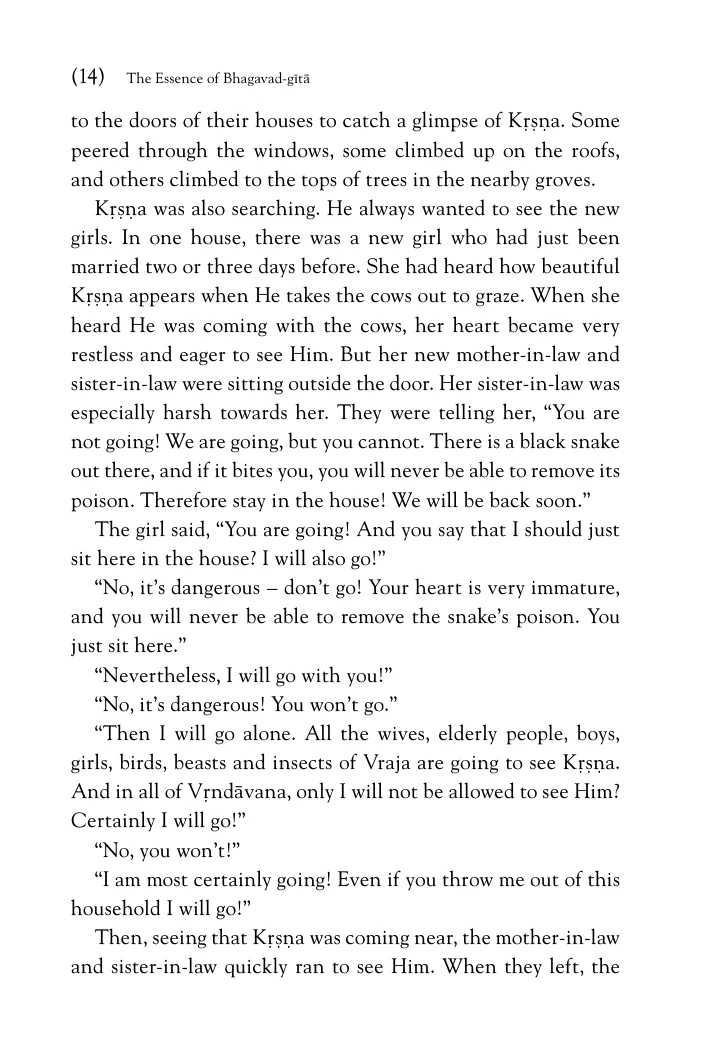 (14) The Essence of Bhagavad-gītā
to the doors of their houses to catch a glimpse of Kṛṣṇa. Some
peered through the windows, some climbed up on the roofs,
and others climbed to the tops of trees in the nearby groves.
Kṛṣṇa was also searching. He always wanted to see the new
girls. In one house, there was a new girl who had just been
married two or three days before. She had heard how beautiful
Kṛṣṇa appears when He takes the cows out to graze. When she
heard He was coming with the cows, her heart became very
restless and eager to see Him. But her new mother-in-law and
sister-in-law were sitting outside the door. Her sister-in-law was
especially harsh towards her. They were telling her, “You are
not going! We are going, but you cannot. There is a black snake
out there, and if it bites you, you will never be able to remove its
poison. Therefore stay in the house! We will be back soon.”
The girl said, “You are going! And you say that I should just
sit here in the house? I will also go!”
“No, it’s dangerous – don’t go! Your heart is very immature,
and you will never be able to remove the snake’s poison. You
just sit here.”
“Nevertheless, I will go with you!”
“No, it’s dangerous! You won’t go.”
“Then I will go alone. All the wives, elderly people, boys,
girls, birds, beasts and insects of Vraja are going to see Kṛṣṇa.
And in all of Vṛndāvana, only I will not be allowed to see Him?
Certainly I will go!”
“No, you won’t!”
“I am most certainly going! Even if you throw me out of this
household I will go!”
Then, seeing that Kṛṣṇa was coming near, the mother-in-law
and sister-in-law quickly ran to see Him. When they left, the